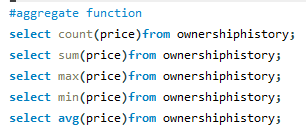 #aggregate function
select count(price)from ownershiphistory;
select sum(price)from ownershiphistory;
select max(price)from ownershiphistory;
select min(price)from ownershiphistory;
select avg(price)from ownershiphistory;